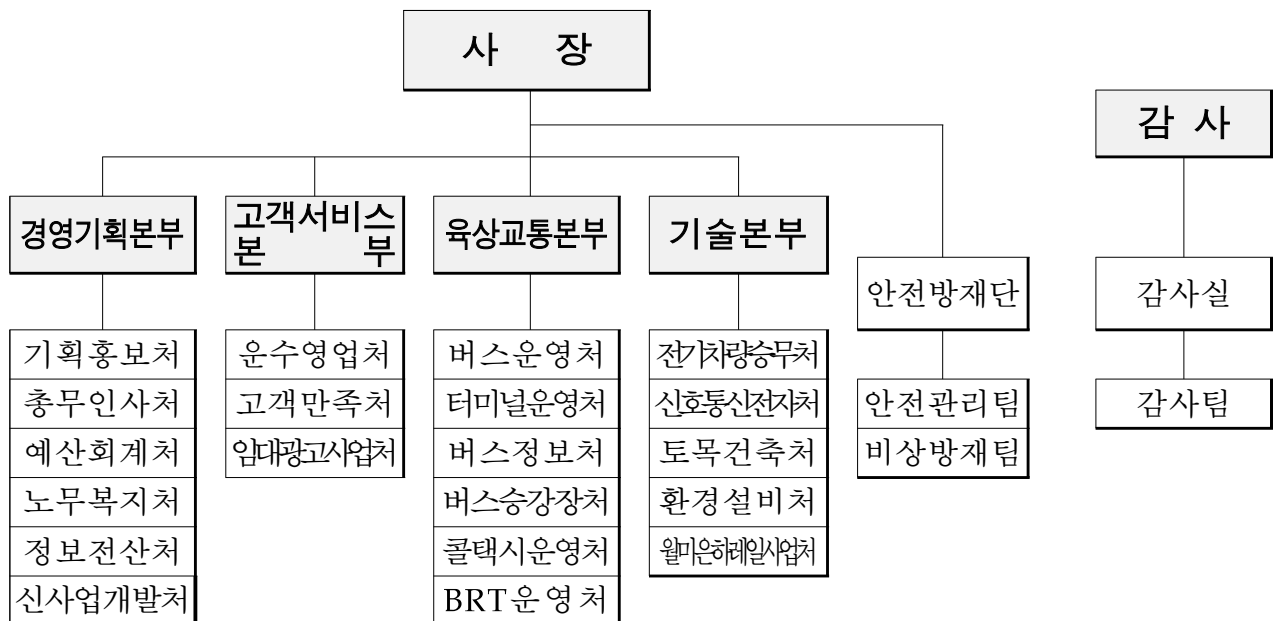 사 장
감 사
경영기획본부
고객서비스
본 부
육상교통본부
기술본부
안전방재단
감사실
기획홍보처
총무인사처
예산회계처
노무복지처
정보전산처
신사업개발처
운수영업처
고객만족처
임대광고사업처
버스운영처
터미널운영처
버스정보처
버스승강장처
콜택시운영처
BRT운영처
전기차량승무처
신호통신전자처
토목건축처
환경설비처
월미은하레일사업처
안전관리팀
비상방재팀
감사팀